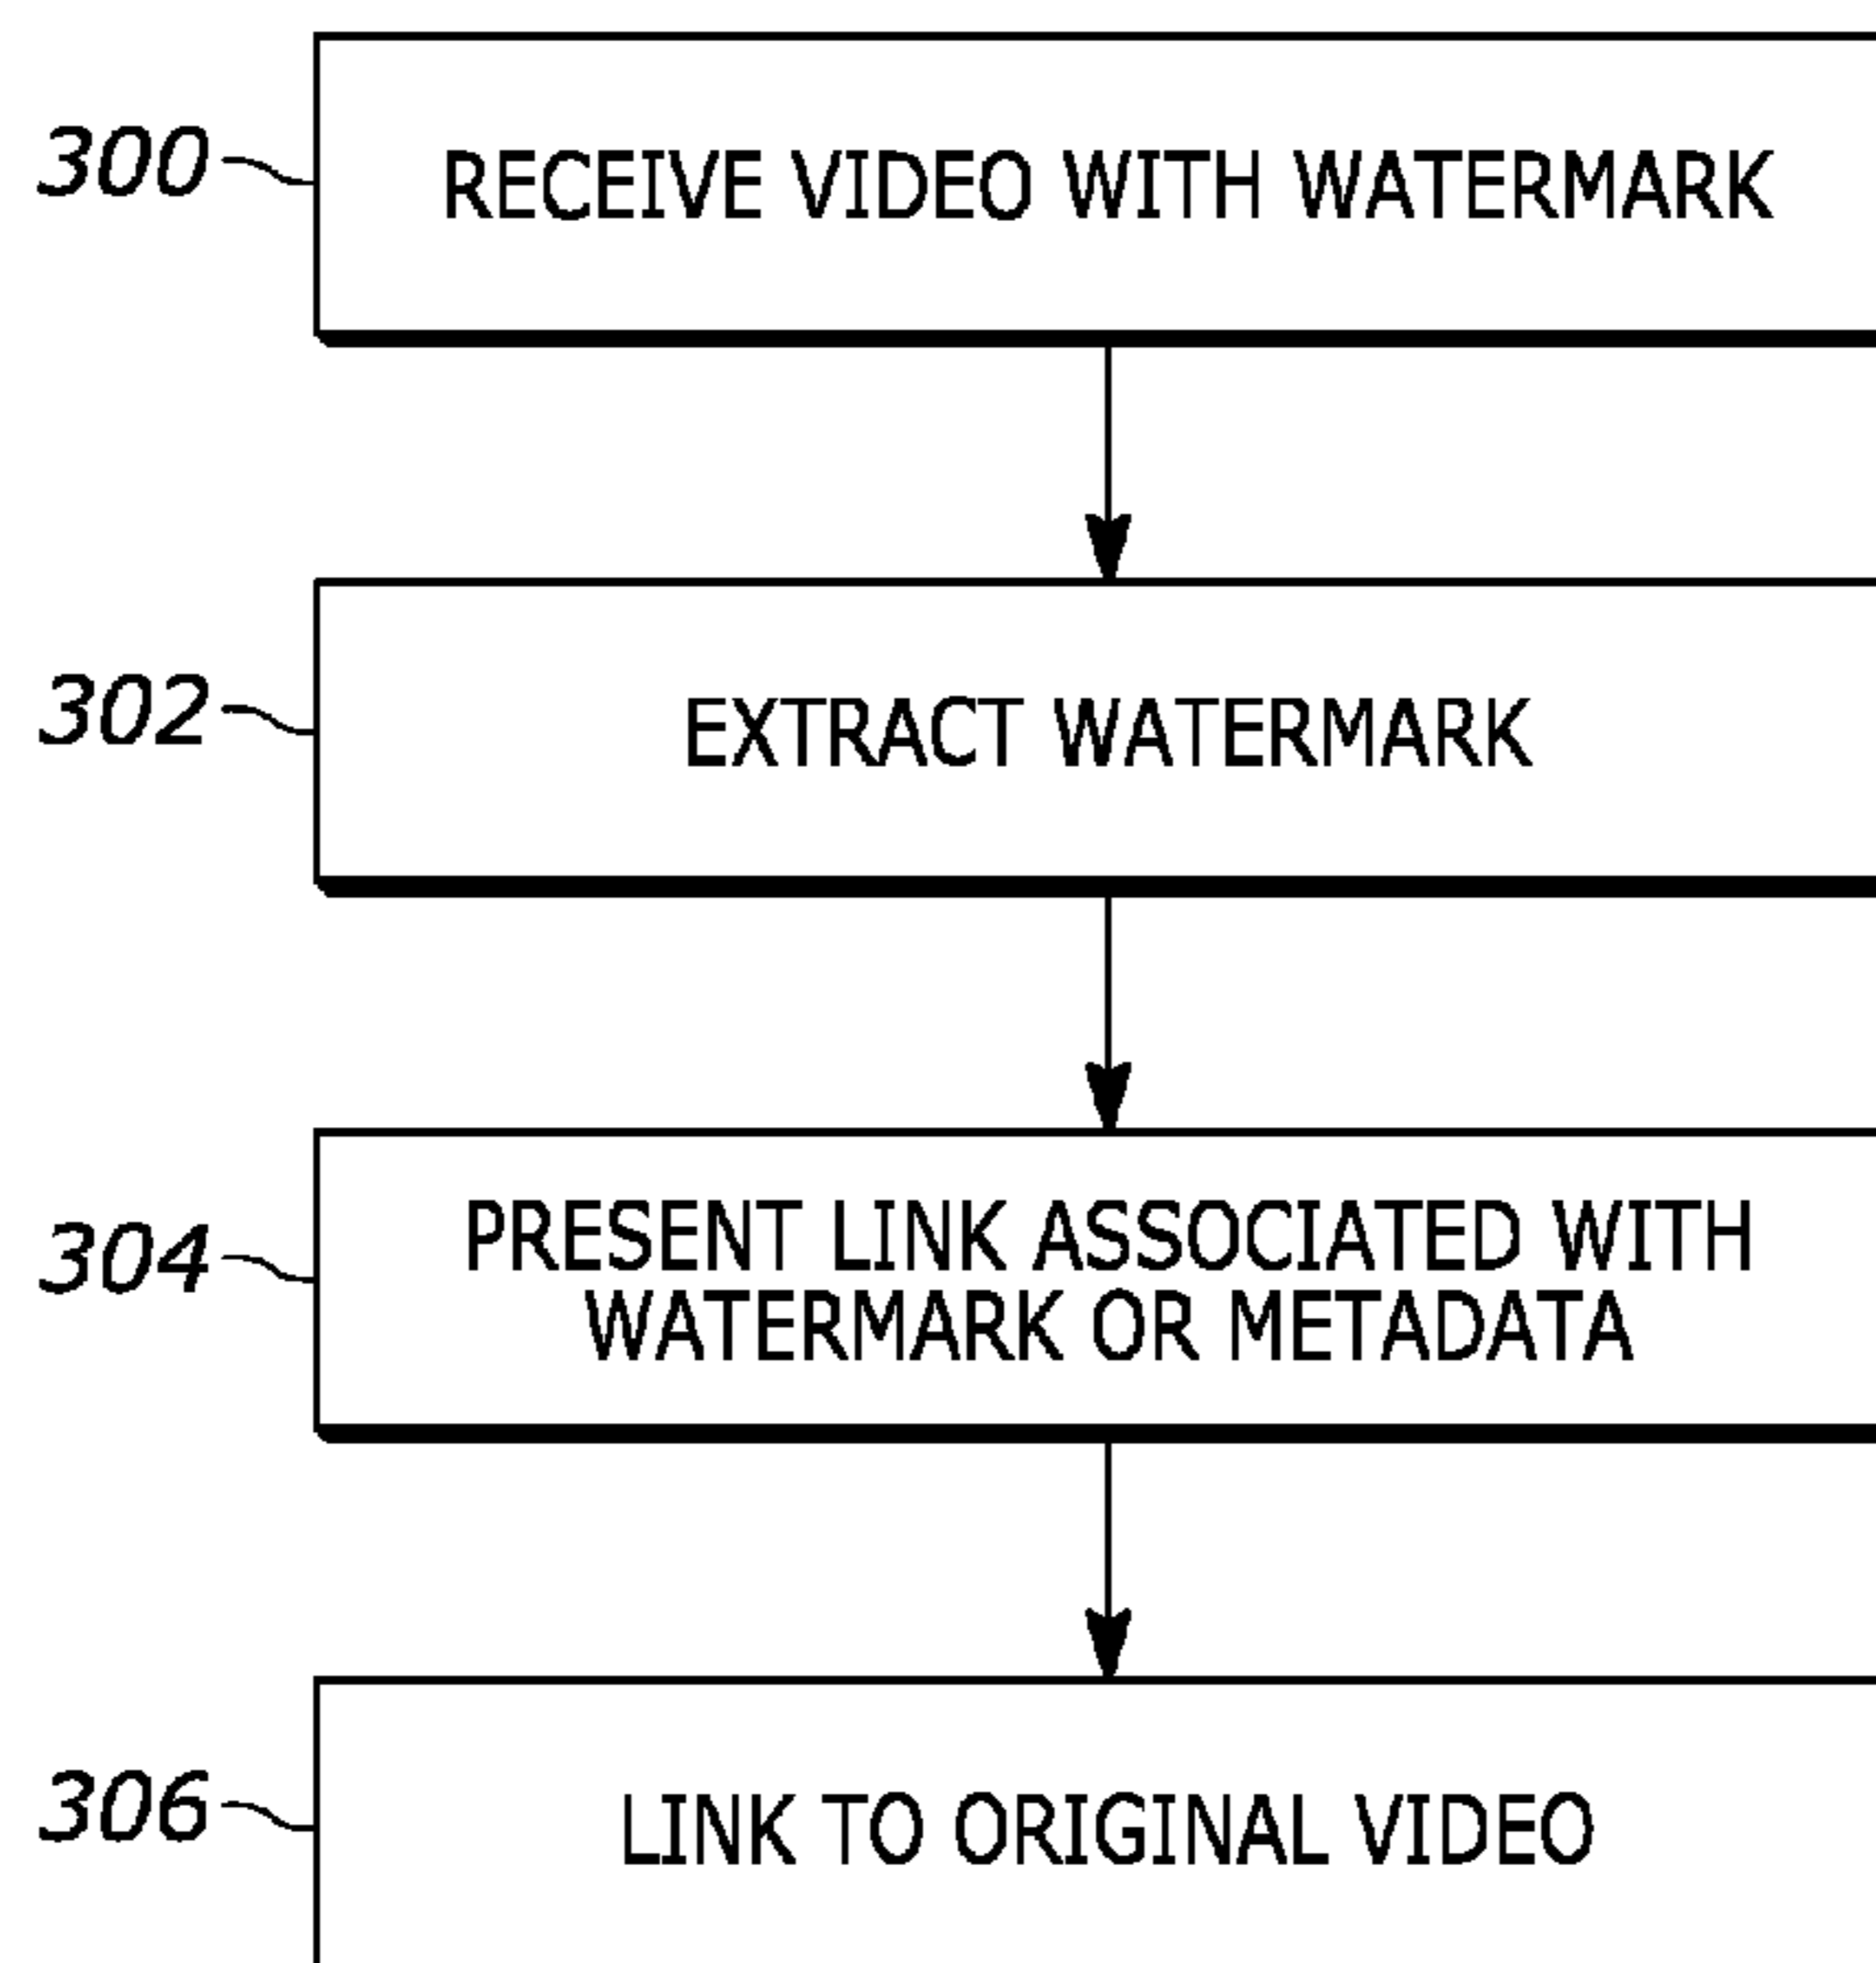 300
RECEIVE VIDEO WITH WATERMARK
302
EXTRACT WATERMARK
304
PRESENT LINK ASSOCIATED WITH
WATERMARK OR METADATA
306
LINK TO ORIGINAL VIDEO